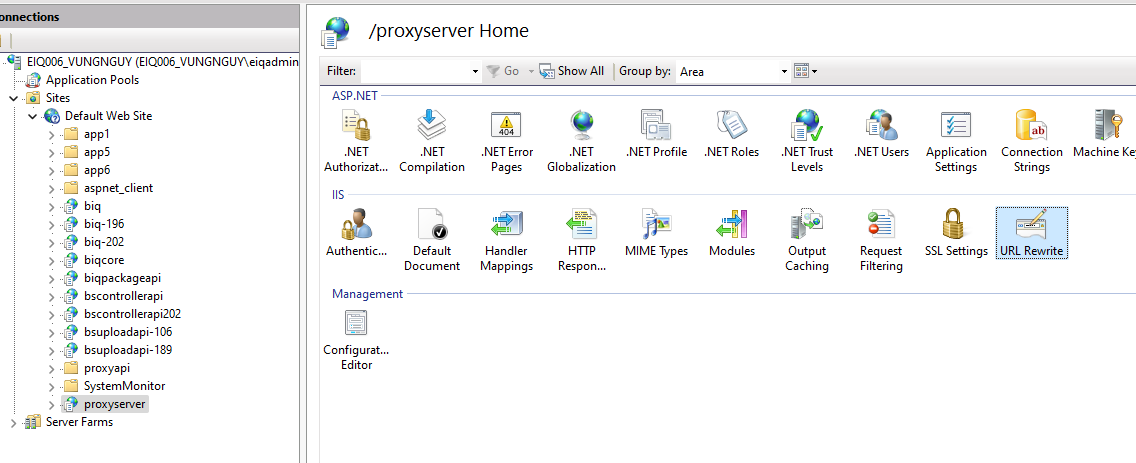 onnections
EIQ006_VUNGNGUY (EIQ006_VUNGNGUY\eiqadmin
Application Pools
Sites
Default Web Site
app1
app5
app6
aspnet_client
biq
biq-196
biq-202
biqcore
biqpackageapi
bscontrollerapi
bscontrollerapi202
bsuploadapi-106
bsuploadapi-189
proxyapi
SystemMonitor
proxyserver
Server Farms
/proxyserver Home
Filter: Go Show All Group by: Area
ASP.NET
.NET Authorizat...
.NET Compilation
.NET Error Pages
404
.NET Globalization
.NET Profile
.NET Roles
.NET Trust Levels
.NET Users
Application Settings
ab
Connection Strings
Machine Key
IIS
Authentic...
Default Document
Handler Mappings
HTTP Respon...
MIME Types
Modules
Output Caching
Request Filtering
SSL Settings
URL Rewrite
Management
Configurat... Editor